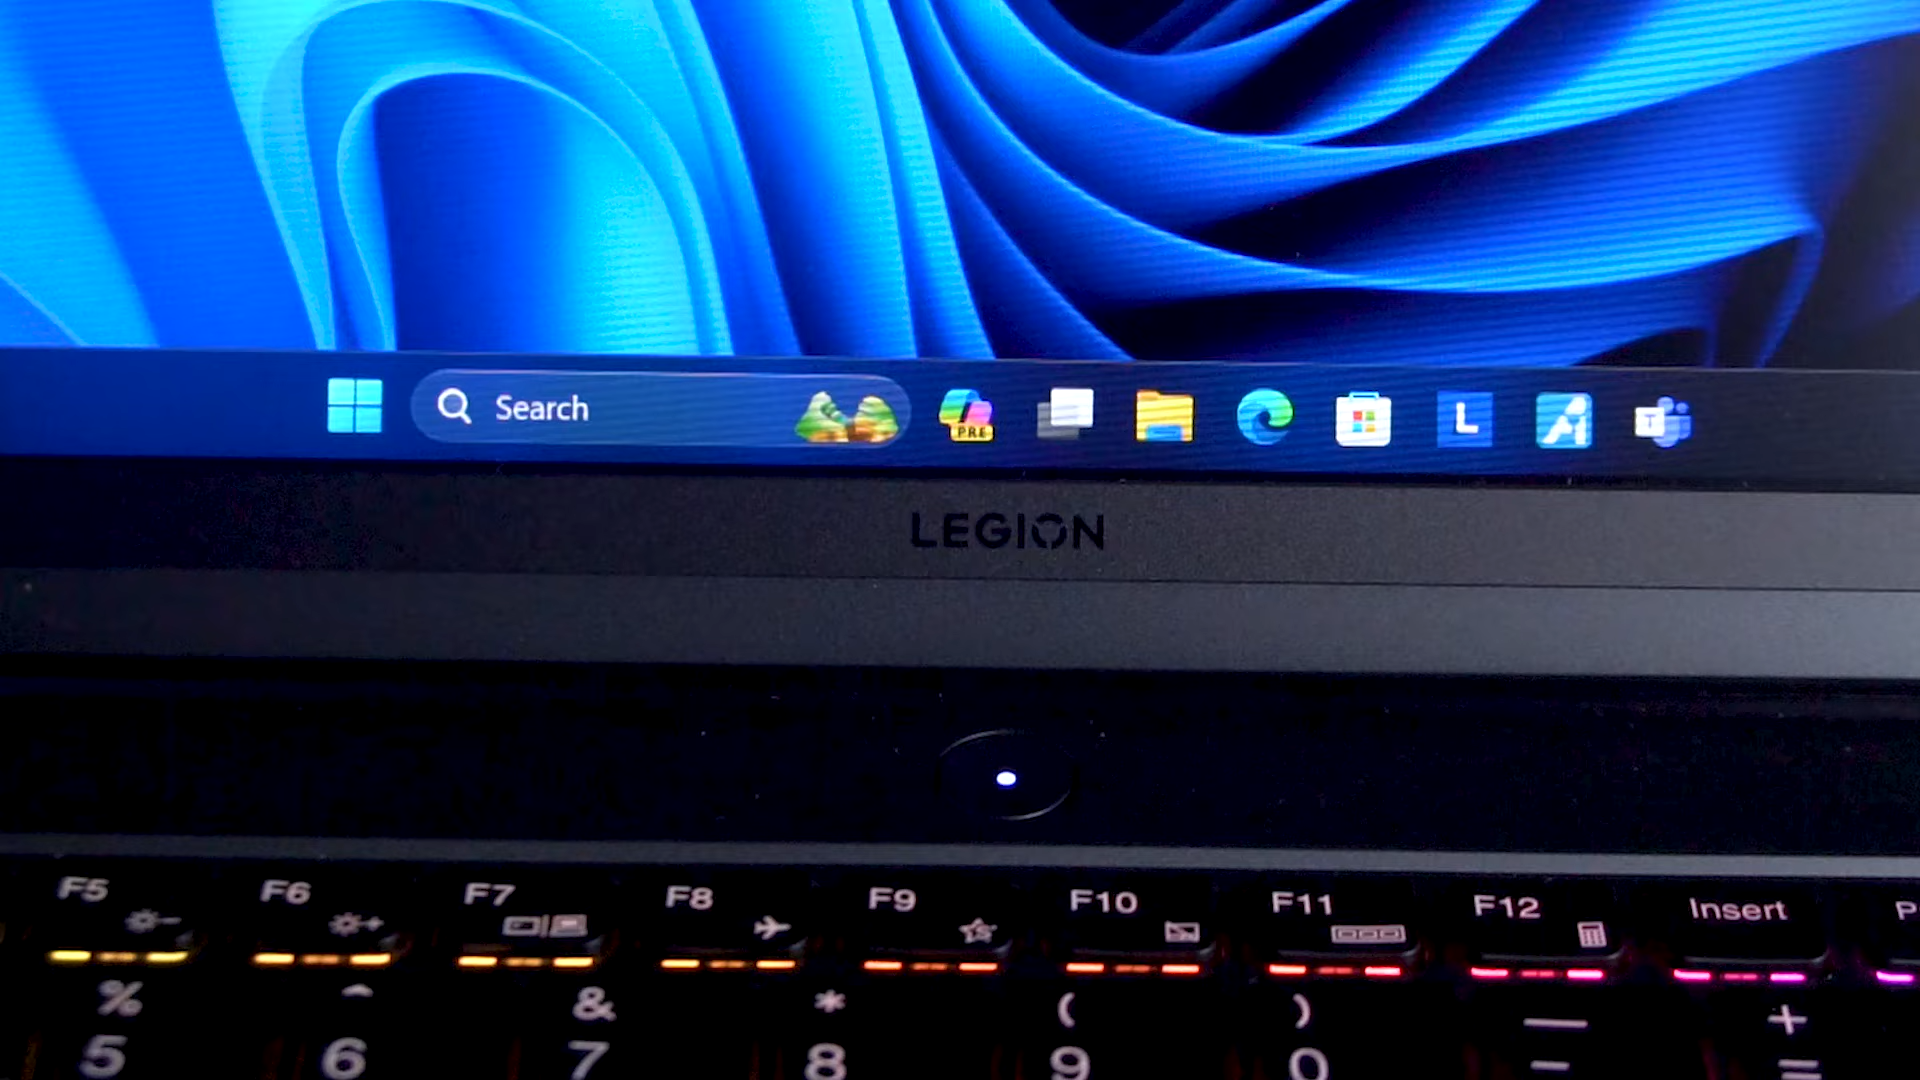 Search
PRE
L
T
LEGION
F5 F6 F7 F8 F9 F10 F11 F12 Insert P
% ^ & * ( ) — +
5 6 7 8 9 0 - =